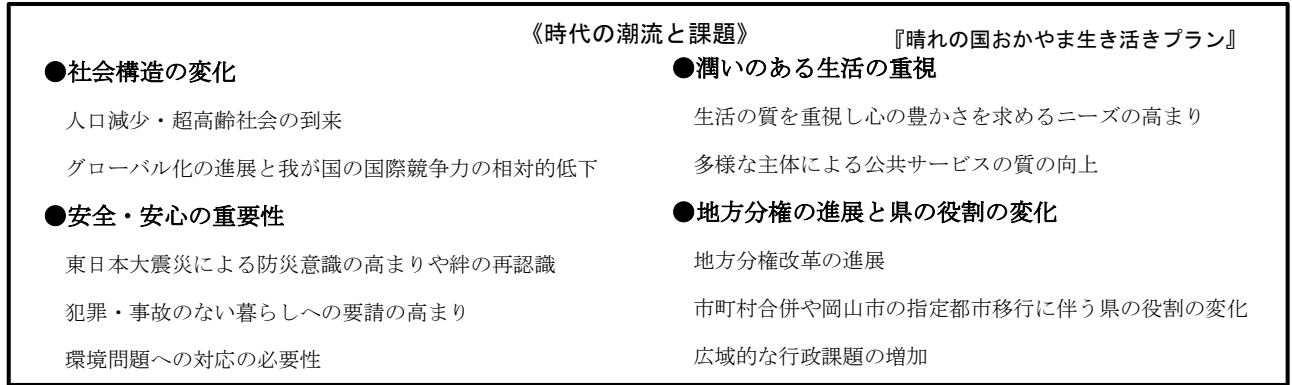 《時代の潮流と課題》
『晴れの国おかやま生き活きプラン』
●社会構造の変化
人口減少・超高齢社会の到来
グローバル化の進展と我が国の国際競争力の相対的低下
●安全・安心の重要性
東日本大震災による防災意識の高まりや絆の再認識
犯罪・事故のない暮らしへの要請の高まり
環境問題への対応の必要性
●潤いのある生活の重視
生活の質を重視し心の豊かさを求めるニーズの高まり
多様な主体による公共サービスの質の向上
●地方分権の進展と県の役割の変化
地方分権改革の進展
市町村合併や岡山市の指定都市移行に伴う県の役割の変化
広域的な行政課題の増加